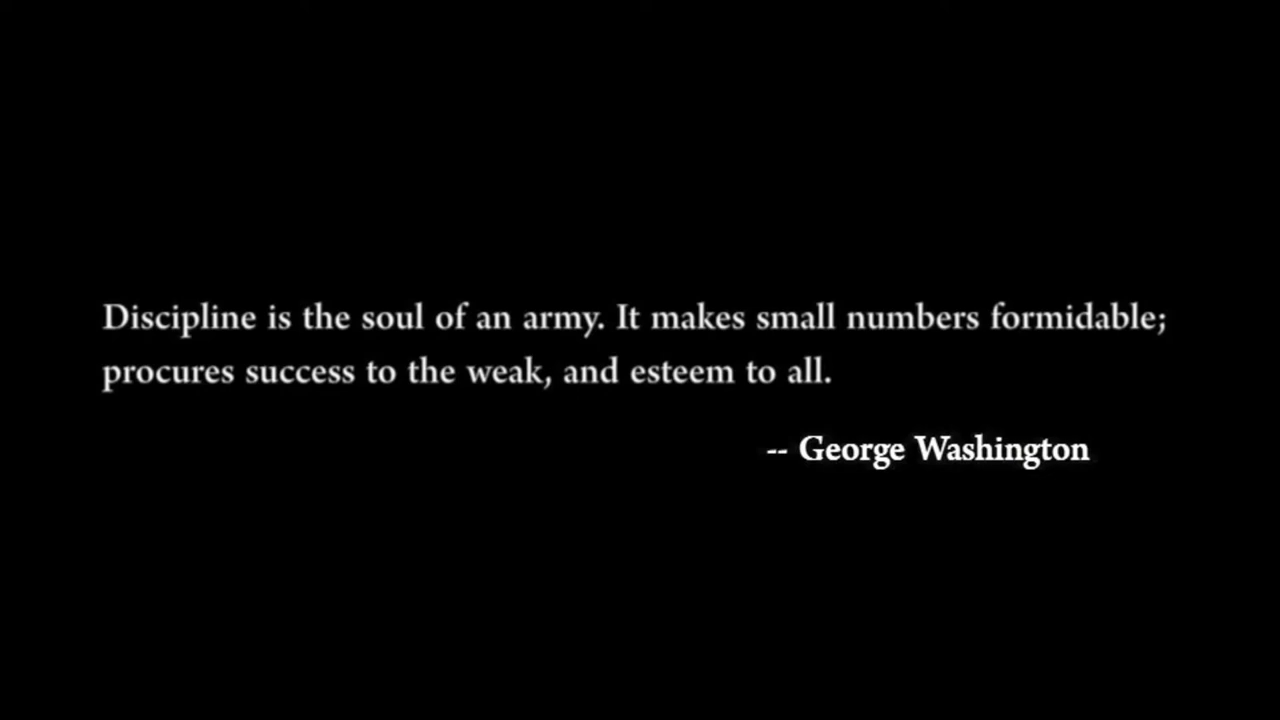 Discipline is the soul of an army. It makes small numbers formidable;
procures success to the weak, and esteem to all.
-- George Washington